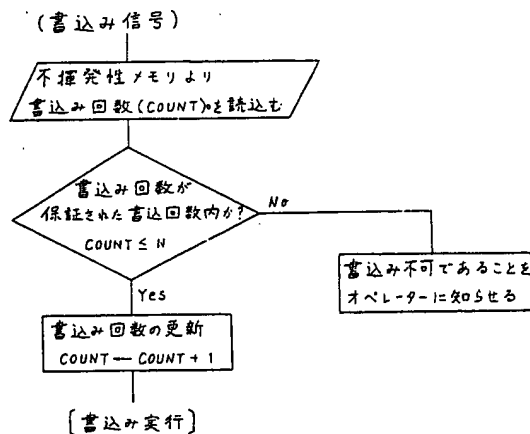 (書込み信号)
不揮発性メモリより
書込み回数(COUNT)を読込む
書込み回数が
保証された書込回数内か?
COUNT ≤ N
No
Yes
書込み不可であることを
オペレーターに知らせる
書込み回数の更新
COUNT ← COUNT + 1
[書込み実行]